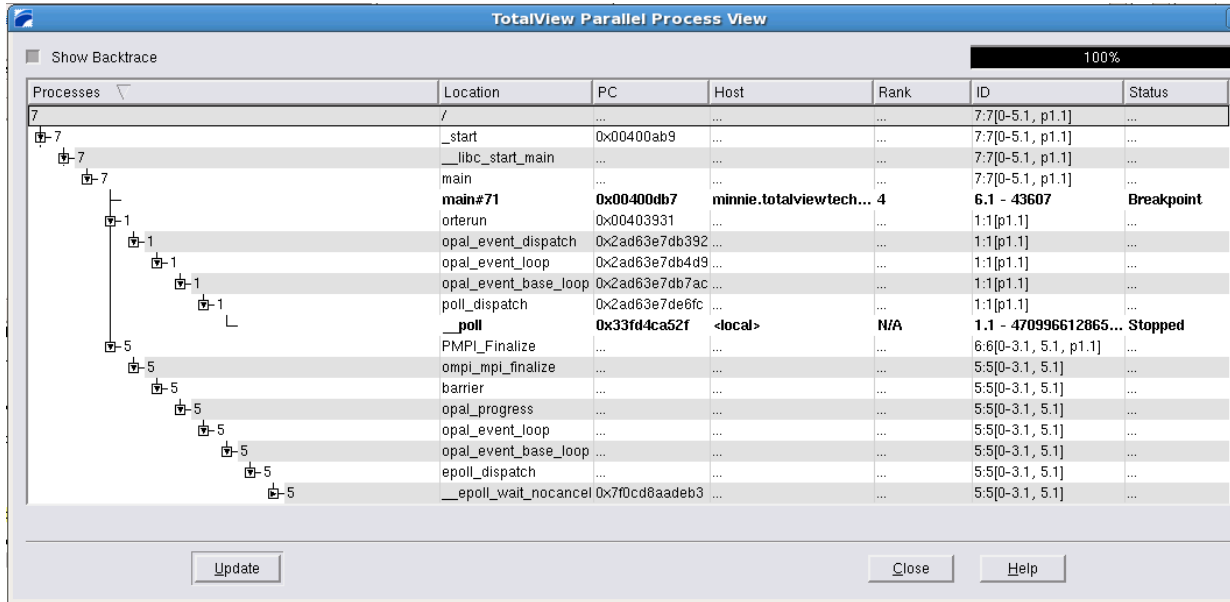 TotalView Parallel Process View
Show Backtrace 100%
Processes Location PC Host Rank ID Status
7 / ... ... ... 7:7[0-5.1, p1.1] ...
7 _start 0x00400ab9 ... ... 7:7[0-5.1, p1.1] ...
7 __libc_start_main ... ... ... 7:7[0-5.1, p1.1] ...
7 main ... ... ... 7:7[0-5.1, p1.1] ...
main#71 0x00400db7 minnie.totalviewtech... 4 6.1 - 43607 Breakpoint
1 orterun 0x00403931 ... ... 1:1[p1.1] ...
1 opal_event_dispatch 0x2ad63e7db392 ... ... 1:1[p1.1] ...
1 opal_event_loop 0x2ad63e7db4d9 ... ... 1:1[p1.1] ...
1 opal_event_base_loop 0x2ad63e7db7ac ... ... 1:1[p1.1] ...
1 poll_dispatch 0x2ad63e7de6fc ... ... 1:1[p1.1] ...
__poll 0x33fd4ca52f <local> N/A 1.1 - 470996612865... Stopped
5 PMPI_Finalize ... ... ... 6:6[0-3.1, 5.1, p1.1] ...
5 ompi_mpi_finalize ... ... ... 5:5[0-3.1, 5.1] ...
5 barrier ... ... ... 5:5[0-3.1, 5.1] ...
5 opal_progress ... ... ... 5:5[0-3.1, 5.1] ...
5 opal_event_loop ... ... ... 5:5[0-3.1, 5.1] ...
5 opal_event_base_loop ... ... ... 5:5[0-3.1, 5.1] ...
5 epoll_dispatch ... ... ... 5:5[0-3.1, 5.1] ...
5 __epoll_wait_nocancel 0x7f0cd8aadeb3 ... ... 5:5[0-3.1, 5.1] ...
Update Close Help